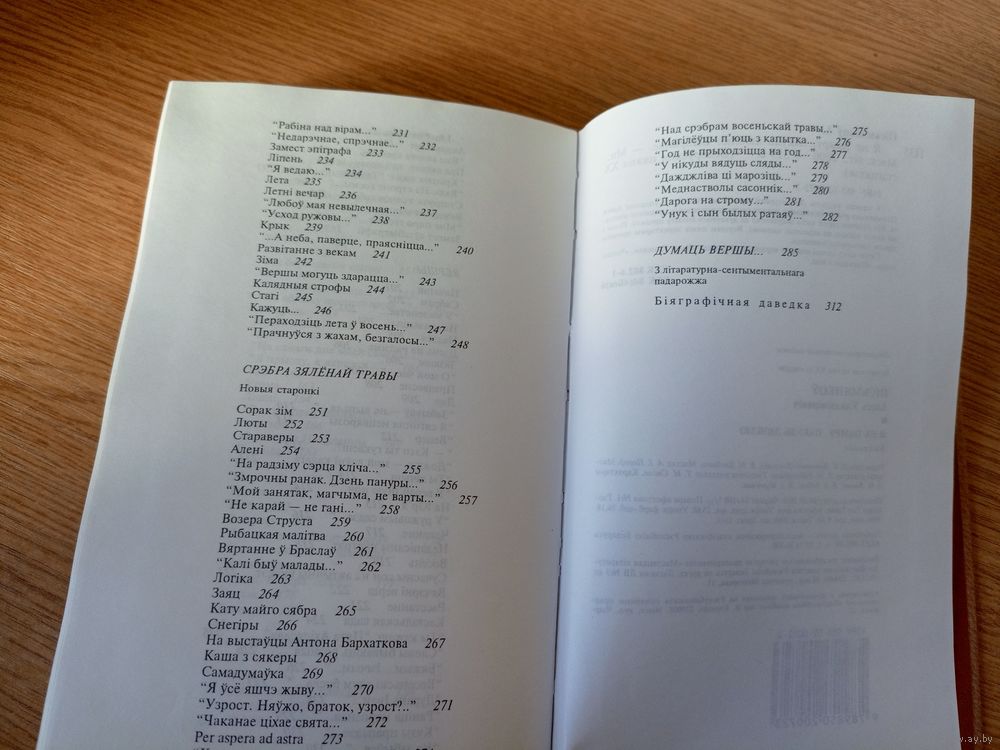 “Рабіна над вірам...” 231
“Недарэчнае, спрэчнае...” 232
Замест эпіграфа 233
Ліпень 234
“Я ведаю...” 234
Лета 235
Летні вечар 236
“Любоў мая невылечная...” 237
“Усход ружовы...” 238
Крык 239
“...А неба, паверце, праясніцца...” 240
Развітанне з векам 241
Зіма 242
“Вершы могуць здарацца...” 243
Калядныя строфы 244
Стагі 245
Кажуць... 246
“Пераходзіць лета ў восень...” 247
“Прачнуўся з жахам, безгалосы...” 248
СРЭБРА ЗЯЛЁНАЙ ТРАВЫ
Новыя старонкі
Сорак зім 251
Люты 252
Стараверы 253
Алені 254
“На радзіму сэрца кліча...” 255
“Змрочны ранак. Дзень пануры...” 256
“Мой занятак, магчыма, не варты...” 257
“Не карай — не гані...” 258
Возера Струста 259
Рыбацкая малітва 260
Вяртанне ў Браслаў 261
“Калі быў малады...” 262
Логіка 263
Заяц 264
Кату майго сябра 265
Снегіры 266
На выстаўцы Антона Бархаткова 267
Каша з сякеры 268
Самадумаўка 269
“Я ўсё яшчэ жыву...” 270
“Узрост. Няўжо, браток, узрост?..” 271
“Чаканае ціхае свята...” 272
Per aspera ad astra 273
“Над срэбрам восеньскай травы...” 275
“Магілёўцы п’юць з капытка...” 276
“Год не прыходзіцца на год...” 277
“У нікуды вядуць сляды...” 278
“Дажджліва ці марозіць...” 279
“Меднастволы сасоннік...” 280
“Дарога на строму...” 281
“Унук і сын былых ратаяў...” 282
ДУМАЦЬ ВЕРШЫ... 285
З літаратурна-сентыментальнага
падарожжа
Біяграфічная даведка 312
.ay.by